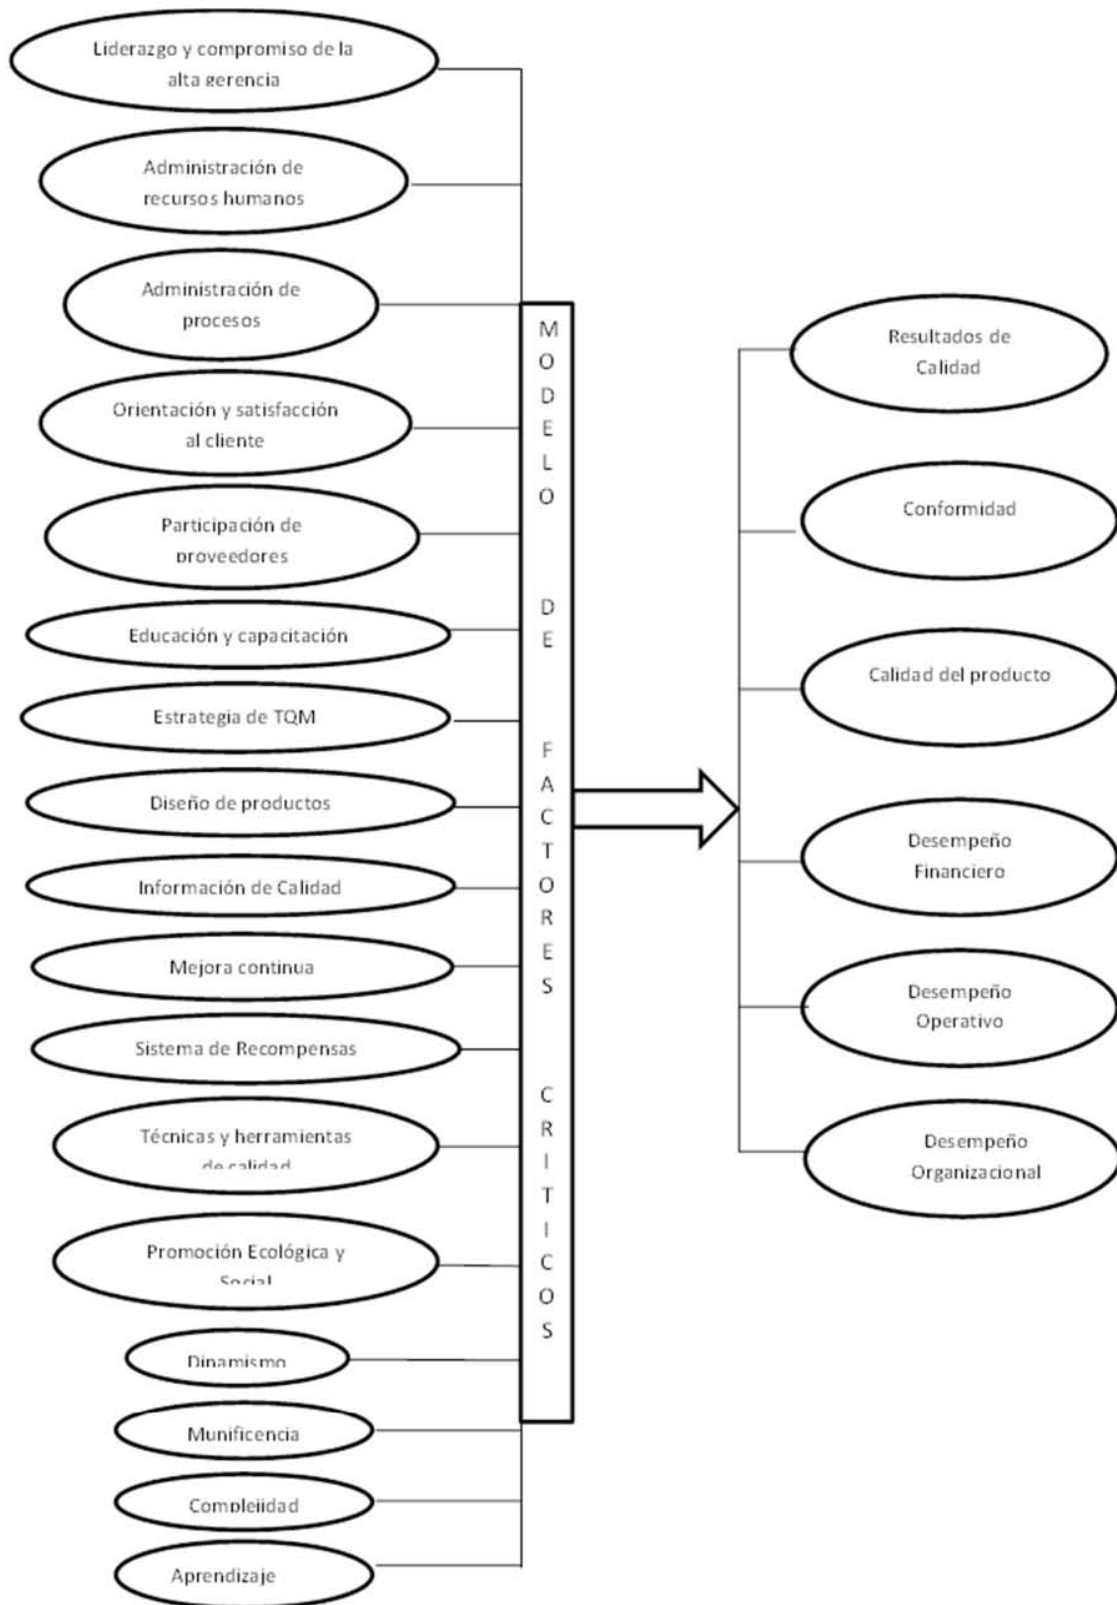 Liderazgo y compromiso de la
alta gerencia
Administración de
recursos humanos
Administración de
procesos
Orientación y satisfacción
al cliente
Participación de
proveedores
Educación y capacitación
Estrategia de TQM
Diseño de productos
Información de Calidad
Mejora continua
Sistema de Recompensas
Técnicas y herramientas
de calidad
Promoción Ecológica y
Social
Dinamismo
Munificencia
Complejidad
Aprendizaje
MODELO DE FACTORES CRITICOS
Resultados de
Calidad
Conformidad
Calidad del producto
Desempeño
Financiero
Desempeño
Operativo
Desempeño
Organizacional